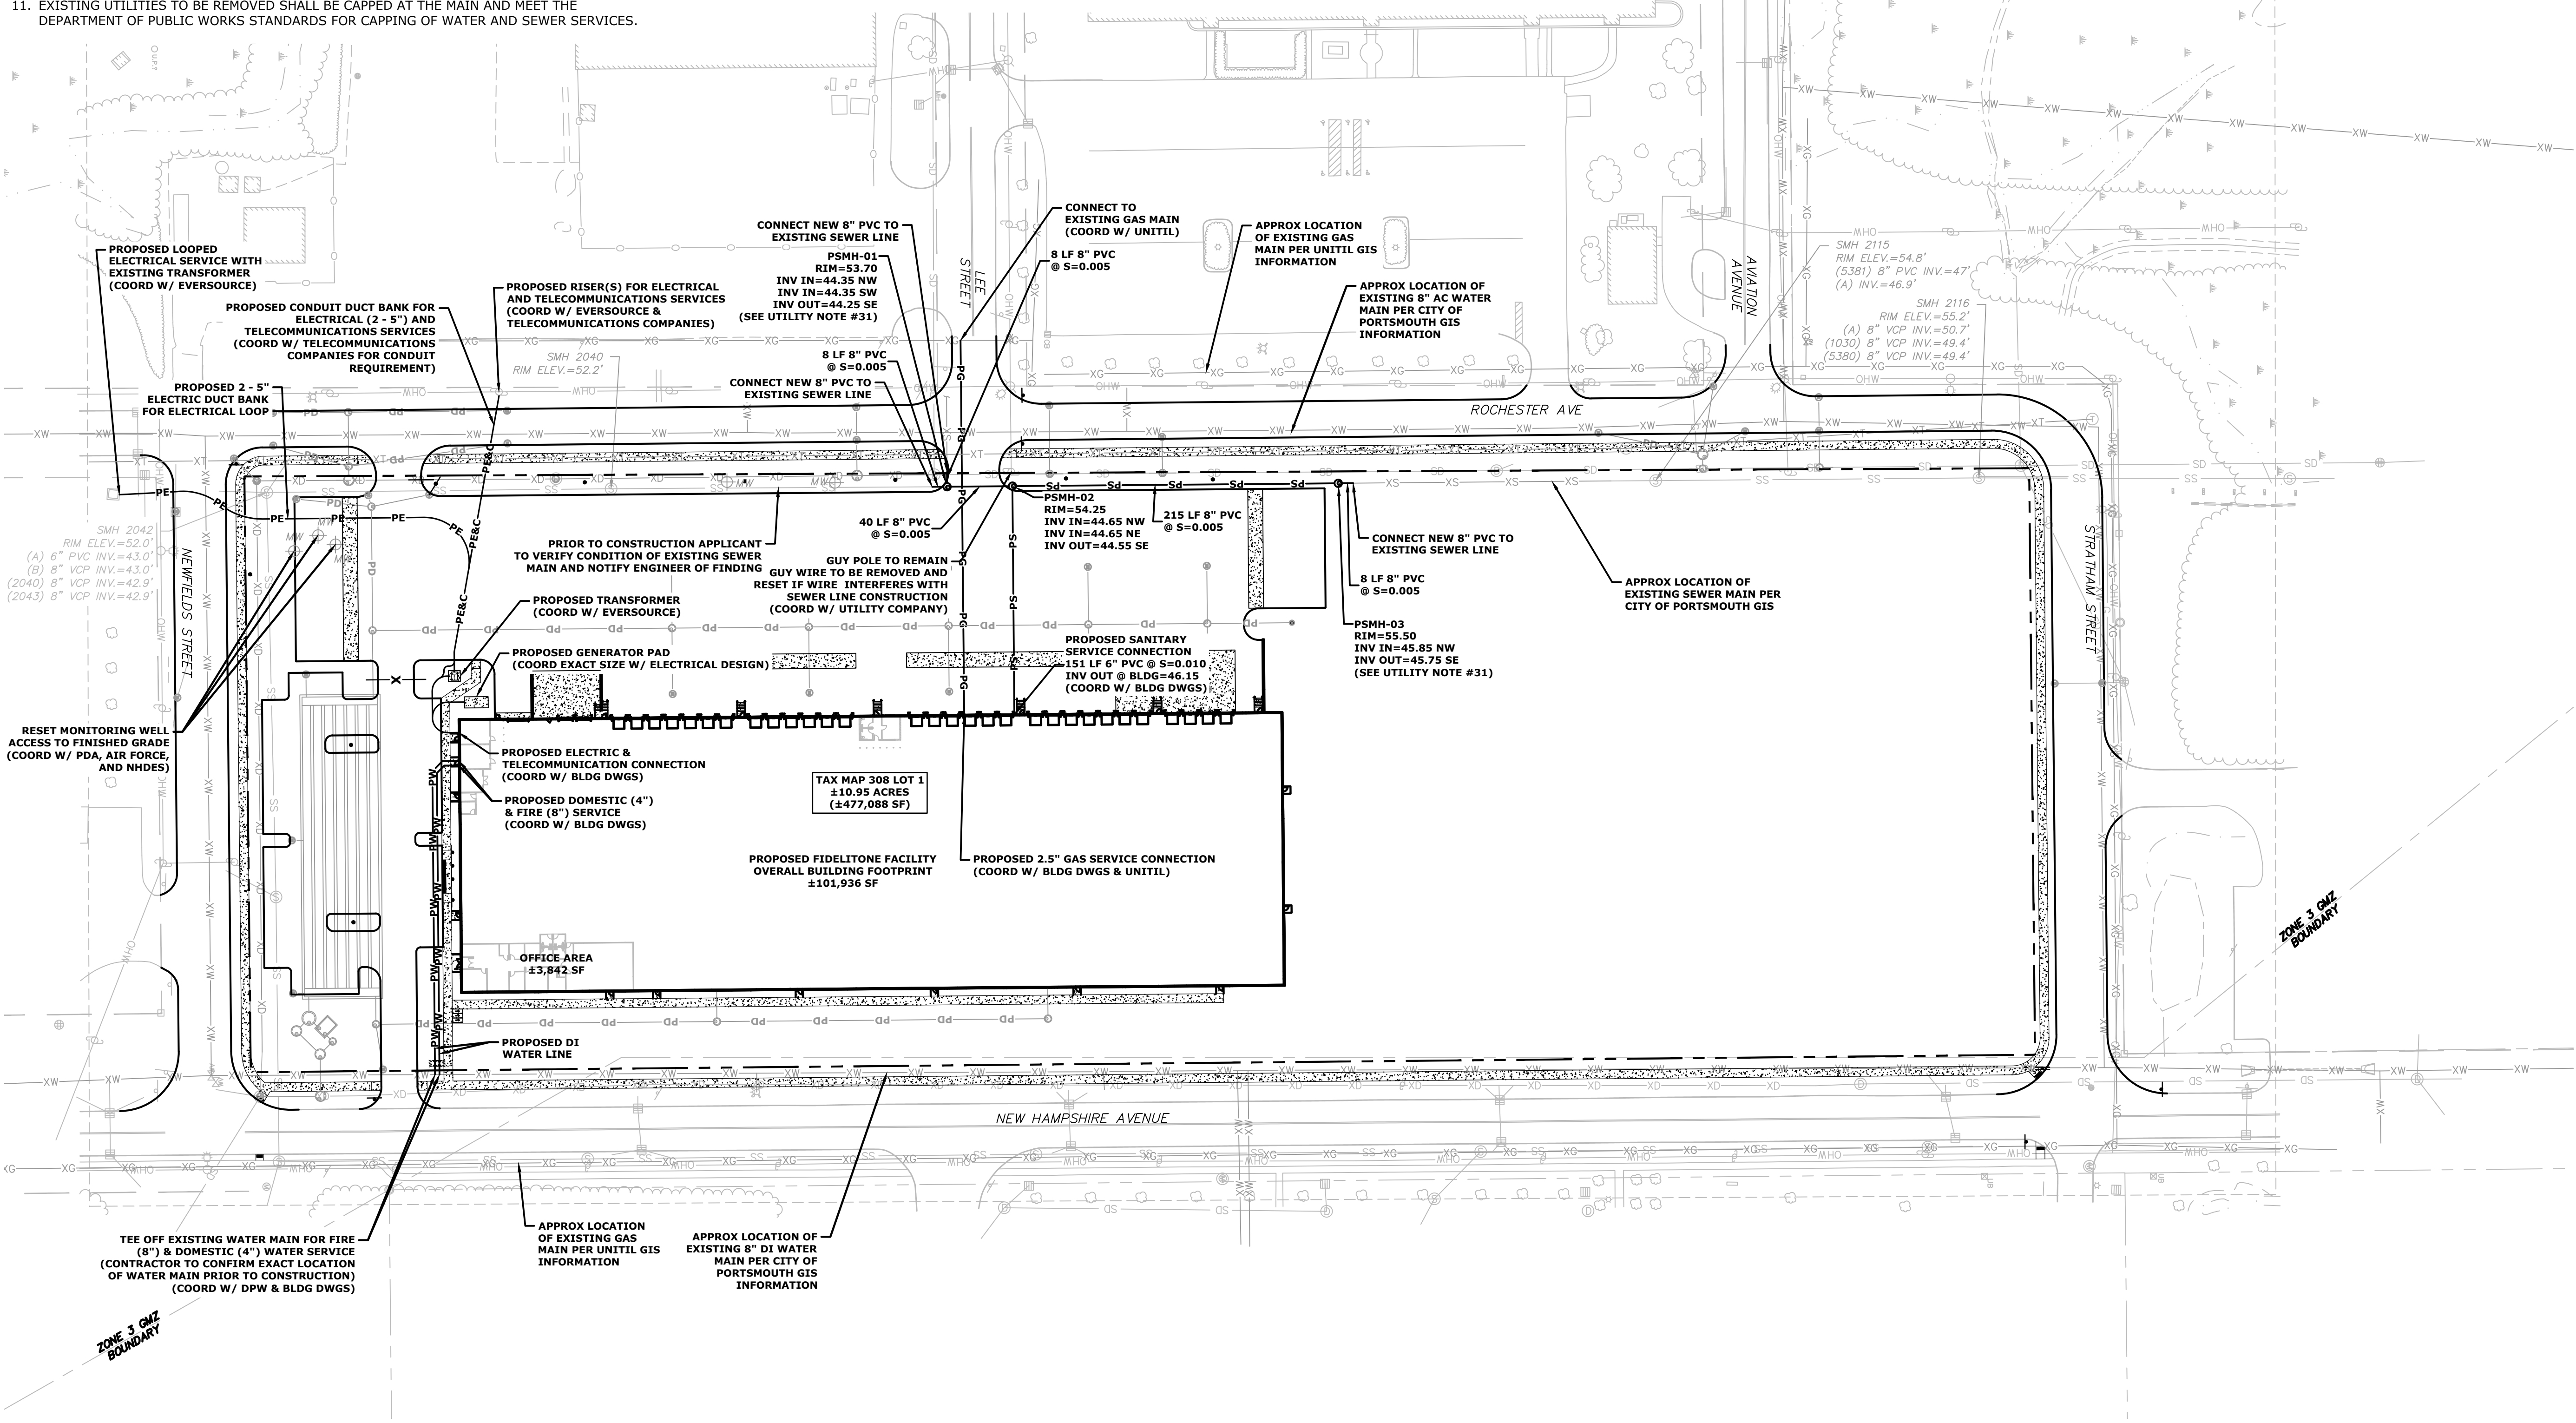 11. EXISTING UTILITIES TO BE REMOVED SHALL BE CAPPED AT THE MAIN AND MEET THE
DEPARTMENT OF PUBLIC WORKS STANDARDS FOR CAPPING OF WATER AND SEWER SERVICES.
PROPOSED LOOPED
ELECTRICAL SERVICE WITH
EXISTING TRANSFORMER
(COORD W/ EVERSOURCE)
PROPOSED CONDUIT DUCT BANK FOR
ELECTRICAL (2 - 5") AND
TELECOMMUNICATIONS SERVICES
(COORD W/ TELECOMMUNICATIONS
COMPANIES FOR CONDUIT
REQUIREMENT)
PROPOSED 2 - 5"
ELECTRIC DUCT BANK
FOR ELECTRICAL LOOP
PROPOSED RISER(S) FOR ELECTRICAL
AND TELECOMMUNICATIONS SERVICES
(COORD W/ EVERSOURCE &
TELECOMMUNICATIONS COMPANIES)
SMH 2040
RIM ELEV.=52.2'
CONNECT NEW 8" PVC TO
EXISTING SEWER LINE
PSMH-01
RIM=53.70
INV IN=44.35 NW
INV IN=44.35 SW
INV OUT=44.25 SE
(SEE UTILITY NOTE #31)
8 LF 8" PVC
@ S=0.005
CONNECT NEW 8" PVC TO
EXISTING SEWER LINE
LEE
STREET
CONNECT TO
EXISTING GAS MAIN
(COORD W/ UNITIL)
8 LF 8" PVC
@ S=0.005
APPROX LOCATION
OF EXISTING GAS
MAIN PER UNITIL GIS
INFORMATION
APPROX LOCATION OF
EXISTING 8" AC WATER
MAIN PER CITY OF
PORTSMOUTH GIS
INFORMATION
AVIATION
AVENUE
SMH 2115
RIM ELEV.=54.8'
(5381) 8" PVC INV.=47'
(A) INV.=46.9'
SMH 2116
RIM ELEV.=55.2'
(A) 8" VCP INV.=50.7'
(1030) 8" VCP INV.=49.4'
(5380) 8" VCP INV.=49.4'
ROCHESTER AVE
SMH 2042
RIM ELEV.=52.0'
(A) 6" PVC INV.=43.0'
(B) 8" VCP INV.=43.0'
(2040) 8" VCP INV.=42.9'
(2043) 8" VCP INV.=42.9'
NEWFIELDS STREET
40 LF 8" PVC
@ S=0.005
PRIOR TO CONSTRUCTION APPLICANT
TO VERIFY CONDITION OF EXISTING SEWER
MAIN AND NOTIFY ENGINEER OF FINDING
GUY POLE TO REMAIN
GUY WIRE TO BE REMOVED AND
RESET IF WIRE INTERFERES WITH
SEWER LINE CONSTRUCTION
(COORD W/ UTILITY COMPANY)
PSMH-02
RIM=54.25
INV IN=44.65 NW
INV IN=44.65 NE
INV OUT=44.55 SE
215 LF 8" PVC
@ S=0.005
CONNECT NEW 8" PVC TO
EXISTING SEWER LINE
8 LF 8" PVC
@ S=0.005
PSMH-03
RIM=55.50
INV IN=45.85 NW
INV OUT=45.75 SE
(SEE UTILITY NOTE #31)
APPROX LOCATION OF
EXISTING SEWER MAIN PER
CITY OF PORTSMOUTH GIS
STRATHAM STREET
PROPOSED TRANSFORMER
(COORD W/ EVERSOURCE)
PROPOSED GENERATOR PAD
(COORD EXACT SIZE W/ ELECTRICAL DESIGN)
PROPOSED SANITARY
SERVICE CONNECTION
151 LF 6" PVC @ S=0.010
INV OUT @ BLDG=46.15
(COORD W/ BLDG DWGS)
RESET MONITORING WELL
ACCESS TO FINISHED GRADE
(COORD W/ PDA, AIR FORCE,
AND NHDES)
PROPOSED ELECTRIC &
TELECOMMUNICATION CONNECTION
(COORD W/ BLDG DWGS)
PROPOSED DOMESTIC (4")
& FIRE (8") SERVICE
(COORD W/ BLDG DWGS)
TAX MAP 308 LOT 1
±10.95 ACRES
(±477,088 SF)
PROPOSED FIDELITONE FACILITY
OVERALL BUILDING FOOTPRINT
±101,936 SF
PROPOSED 2.5" GAS SERVICE CONNECTION
(COORD W/ BLDG DWGS & UNITIL)
OFFICE AREA
±3,842 SF
ZONE 3 GMZ
BOUNDARY
PROPOSED DI
WATER LINE
NEW HAMPSHIRE AVENUE
TEE OFF EXISTING WATER MAIN FOR FIRE
(8") & DOMESTIC (4") WATER SERVICE
(CONTRACTOR TO CONFIRM EXACT LOCATION
OF WATER MAIN PRIOR TO CONSTRUCTION)
(COORD W/ DPW & BLDG DWGS)
APPROX LOCATION
OF EXISTING GAS
MAIN PER UNITIL GIS
INFORMATION
APPROX LOCATION OF
EXISTING 8" DI WATER
MAIN PER CITY OF
PORTSMOUTH GIS
INFORMATION
ZONE 3 GMZ
BOUNDARY